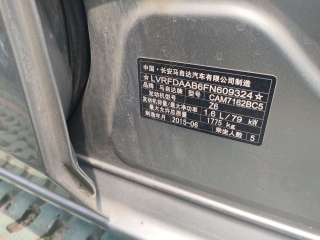 中国·长安马自达汽车有限公司制造
☆LVRFDAAB6FN609324☆
品牌 马自达牌 型号 CAM7162BC5
发动机型号 Z6
发动机排量/最大净功率 1.6 L/79 kW
最大允许总质量 1775 kg
制造年月 2015-06 乘坐人数 5